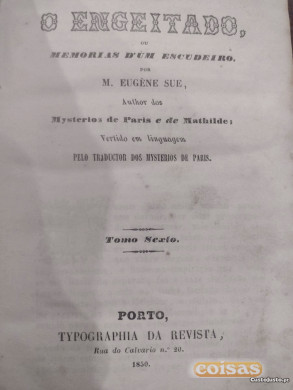 O ENGEITADO,
OU
MEMORIAS D'UM ESCUDEIRO.
POR
M. EUGÈNE SUE,
Author dos
Mysterios de Paris e de Mathilde;
Vertido em linguagem
PELO TRADUCTOR DOS MYSTERIOS DE PARIS.
Tomo Sexto.
PORTO,
TYPOGRAPHIA DA REVISTA,
Rua do Calvario n.º 20.
1850.
coisas